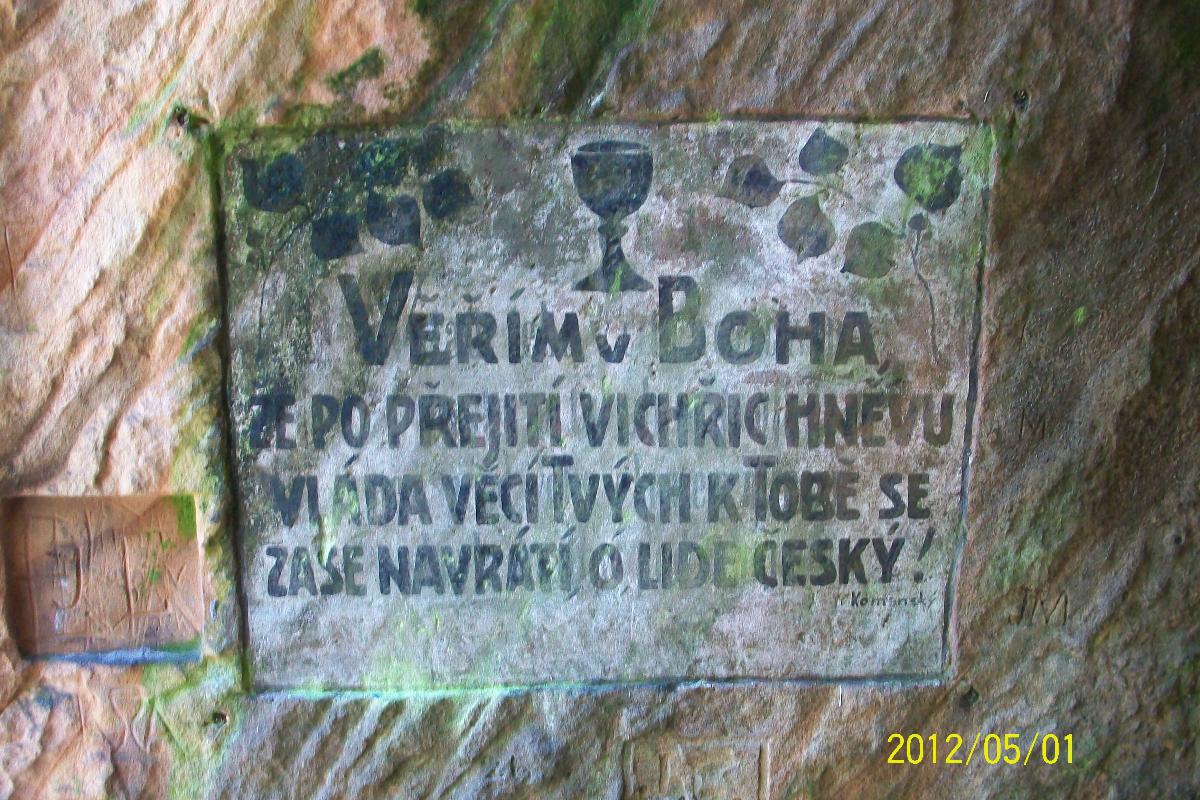 VĚŘÍM V BOHA
ŽE PO PŘEJITÍ VICHŘIC HNĚVU
VLÁDA VĚCÍ TVÝCH K TOBĚ SE
ZASE NAVRÁTÍ, Ó, LIDE ČESKÝ!
Komenský
JM
2012/05/01